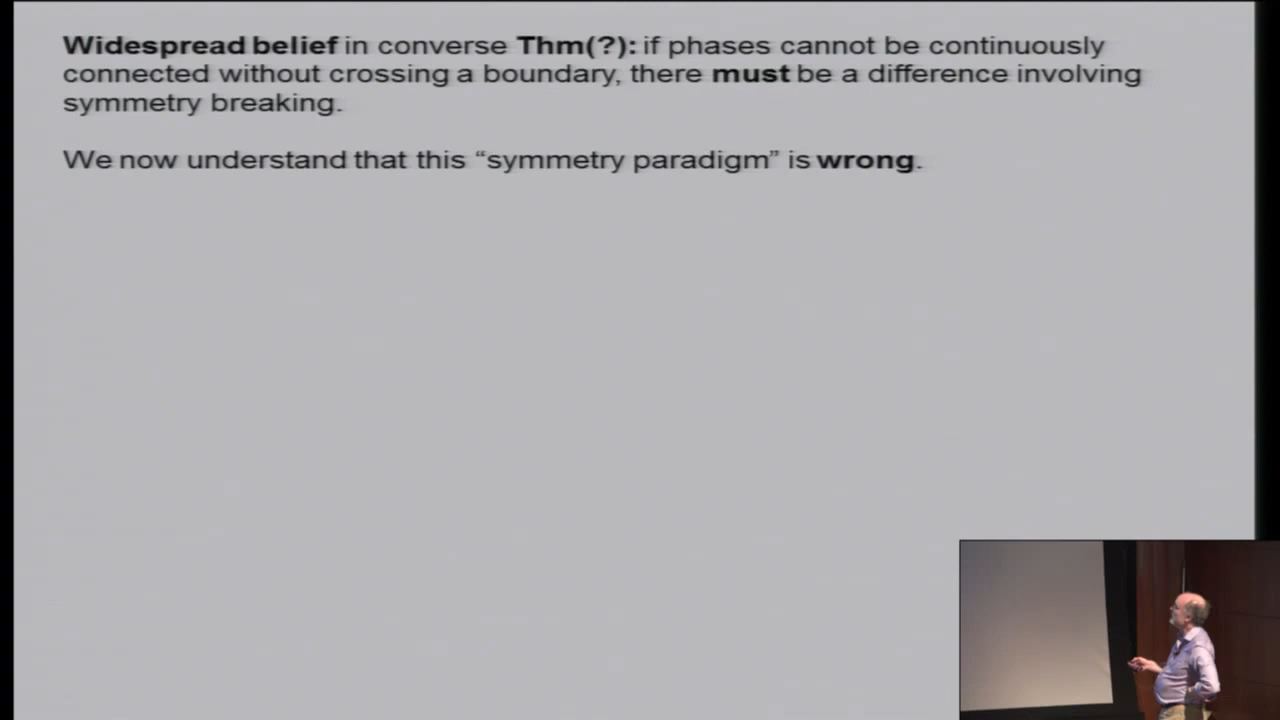 Widespread belief in converse Thm(?): if phases cannot be continuously
connected without crossing a boundary, there must be a difference involving
symmetry breaking.
We now understand that this “symmetry paradigm” is wrong.